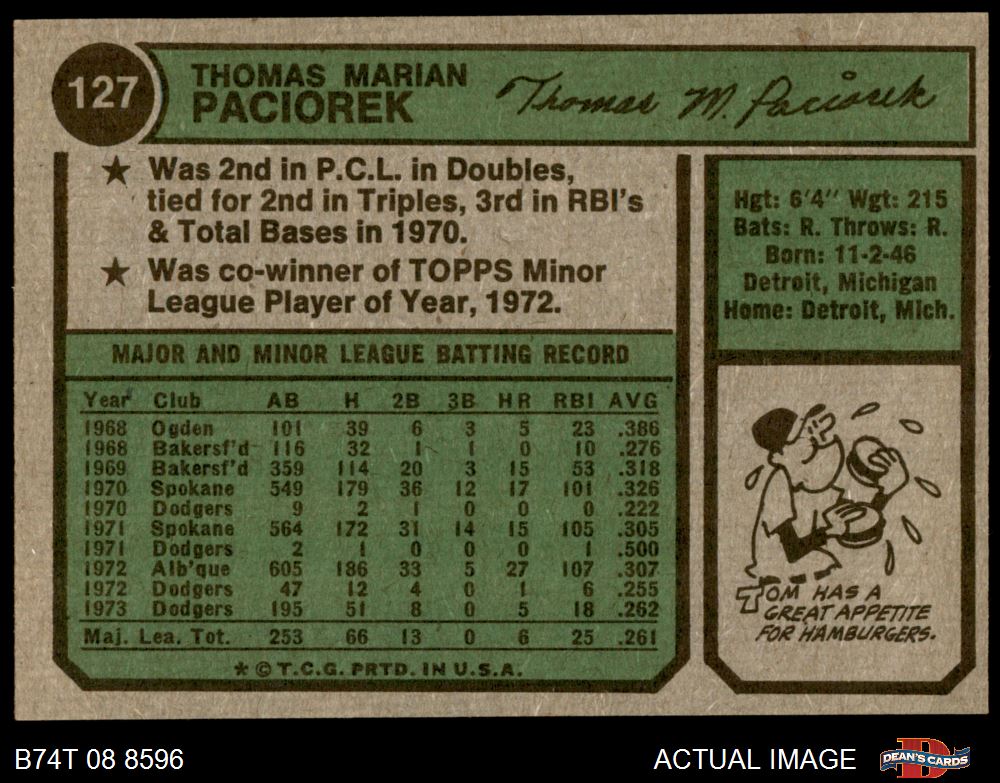 127
THOMAS MARIAN
PACIOREK
Thomas M. Paciorek
★ Was 2nd in P.C.L. in Doubles,
tied for 2nd in Triples, 3rd in RBI's
& Total Bases in 1970.
★ Was co-winner of TOPPS Minor
League Player of Year, 1972.
Hgt: 6'4" Wgt: 215
Bats: R. Throws: R.
Born: 11-2-46
Detroit, Michigan
Home: Detroit, Mich.
MAJOR AND MINOR LEAGUE BATTING RECORD
Year Club AB H 2B 3B HR RBI AVG
1968 Ogden 101 39 6 3 5 23 .386
1968 Bakersf'd 116 32 1 1 0 10 .276
1969 Bakersf'd 359 114 20 3 15 53 .318
1970 Spokane 549 179 36 12 17 101 .326
1970 Dodgers 9 2 1 0 0 0 .222
1971 Spokane 564 172 31 14 15 105 .305
1971 Dodgers 2 1 0 0 0 1 .500
1972 Alb'que 605 186 33 5 27 107 .307
1972 Dodgers 47 12 4 0 1 6 .255
1973 Dodgers 195 51 8 0 5 18 .262
Maj. Lea. Tot. 253 66 13 0 6 25 .261
★ © T.C.G. PRTD. IN U.S.A.
TOM HAS A
GREAT APPETITE
FOR HAMBURGERS.
B74T 08 8596
ACTUAL IMAGE
D
DEAN'S CARDS